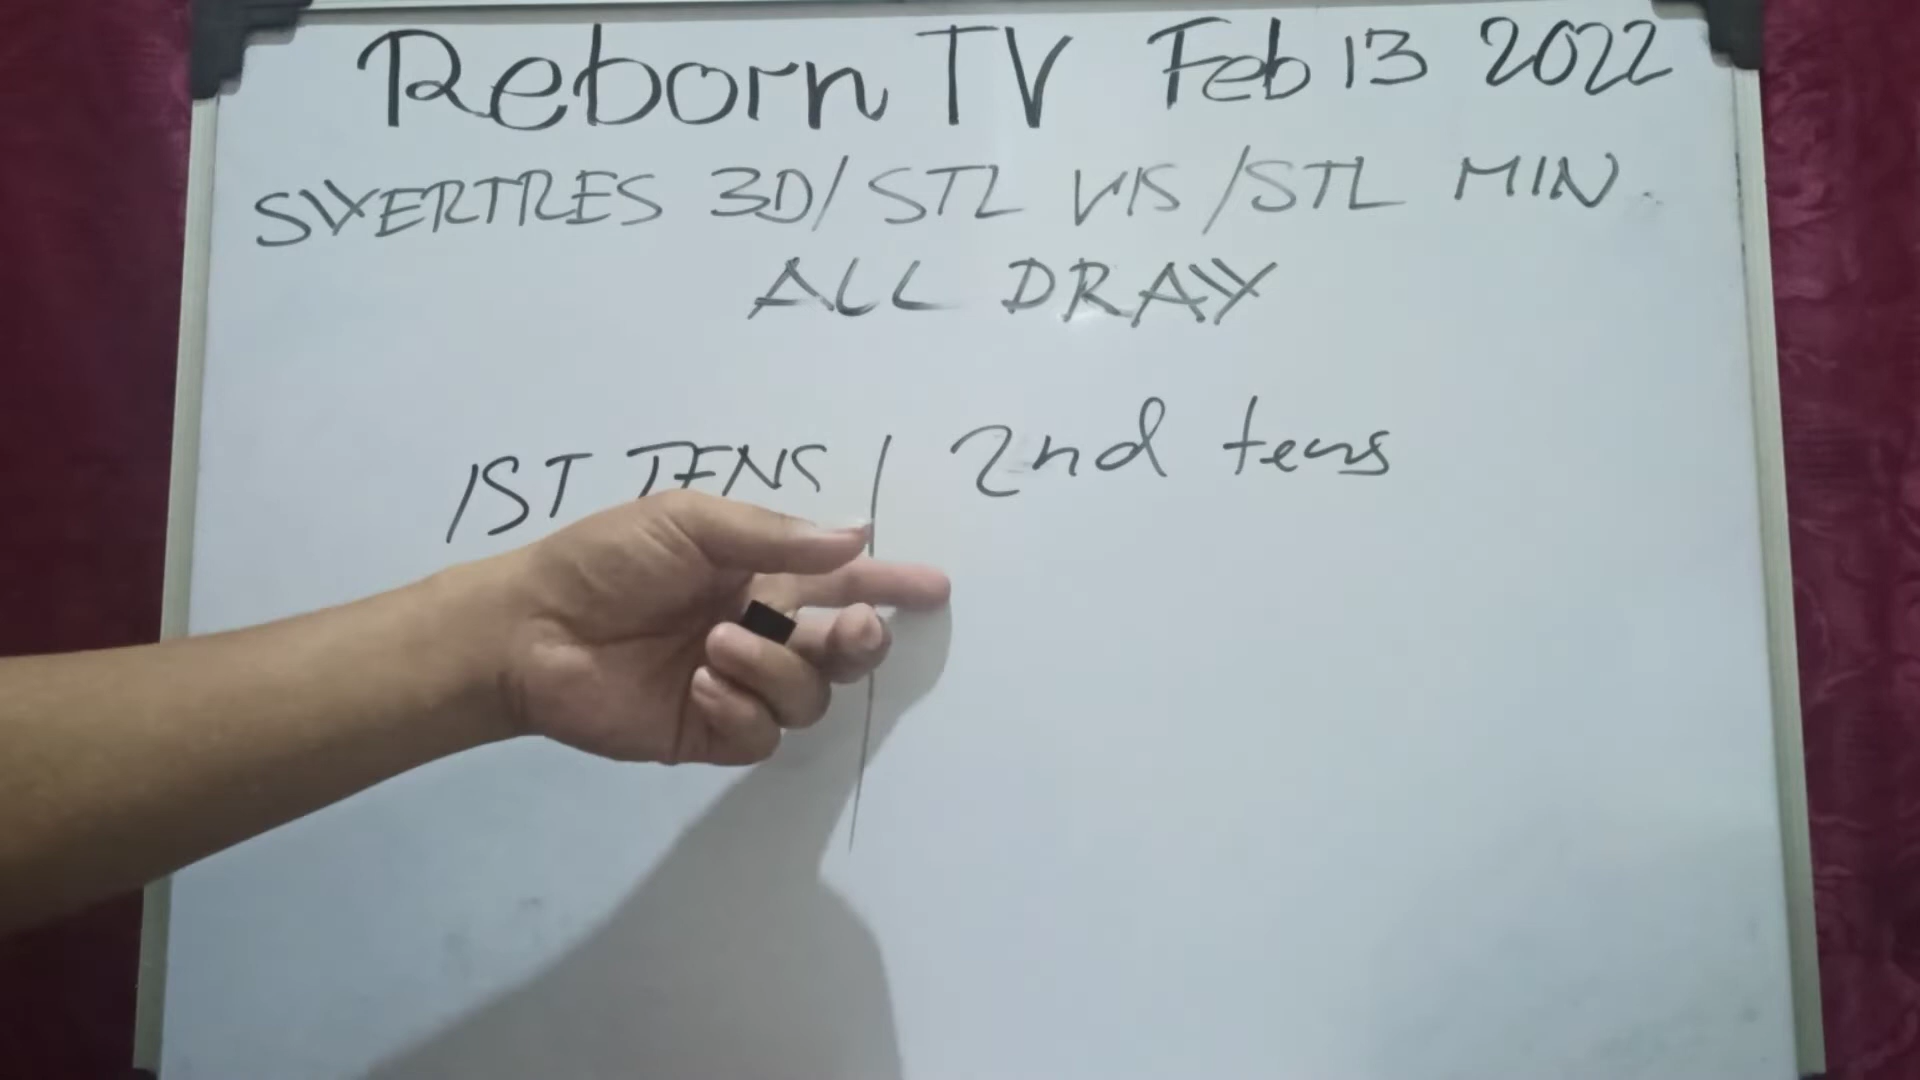 Reborn TV Feb 13 2022
SWERTRES 3D/STL VIS/STL MIN
ALL DRAW
1ST TENS / 2nd tens